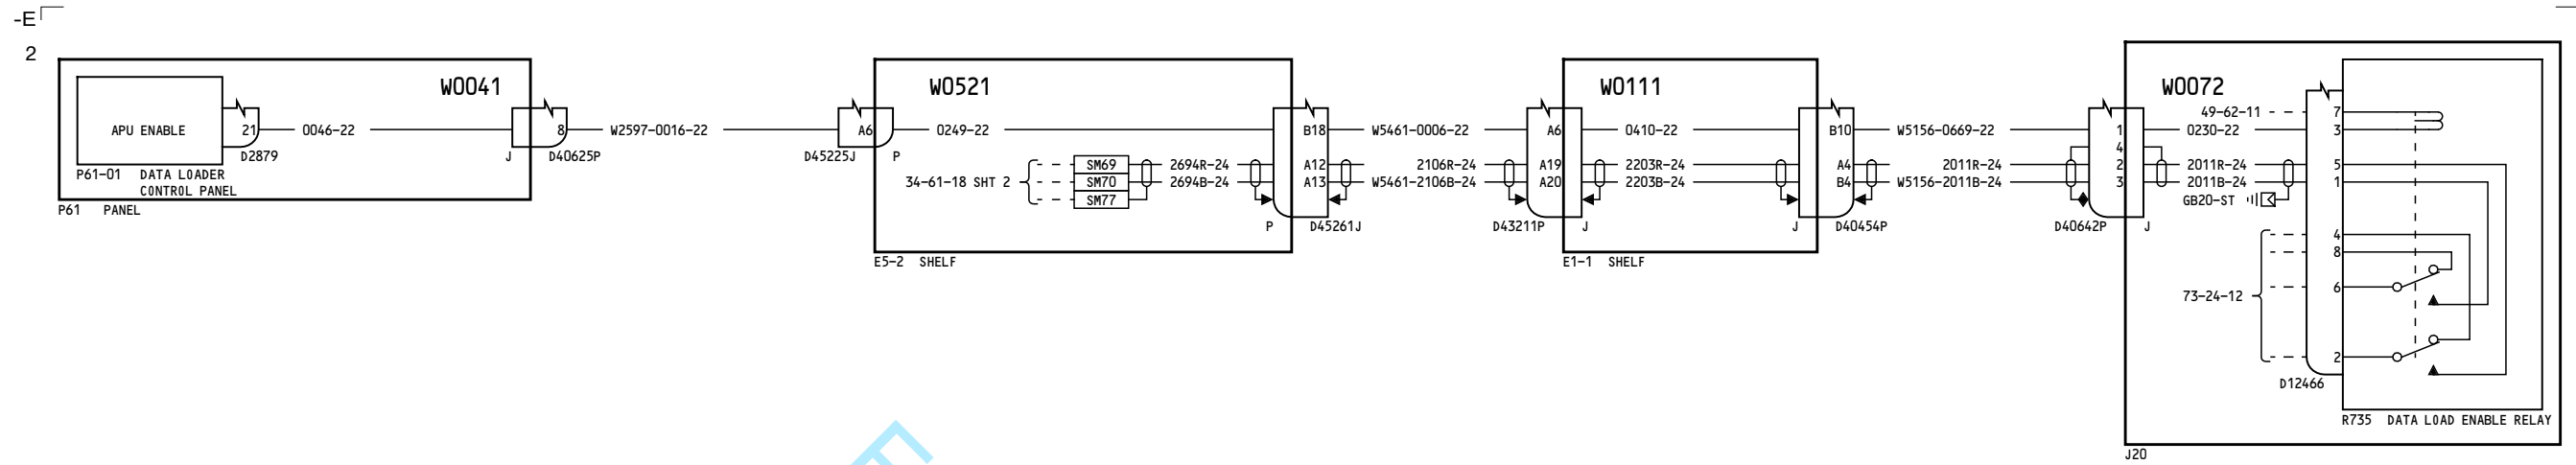 -E
2
W0041
APU ENABLE
21
0046-22
8
D2879
J
D40625P
P61-01 DATA LOADER
CONTROL PANEL
P61 PANEL
W2597-0016-22
W0521
A6
0249-22
D45225J
P
34-61-18 SHT 2
SM69
SM70
SM77
2694R-24
2694B-24
B18
A12
A13
P
D45261J
E5-2 SHELF
W5461-0006-22
2106R-24
W5461-2106B-24
W0111
A6
A19
A20
D43211P
J
0410-22
2203R-24
2203B-24
B10
A4
B4
J
D40454P
E1-1 SHELF
W5156-0669-22
2011R-24
W5156-2011B-24
W0072
1
4
2
3
D40642P
J
49-62-11
0230-22
2011R-24
2011B-24
GB20-ST
73-24-12
7
3
5
1
4
8
6
2
D12466
R735 DATA LOAD ENABLE RELAY
J20
E